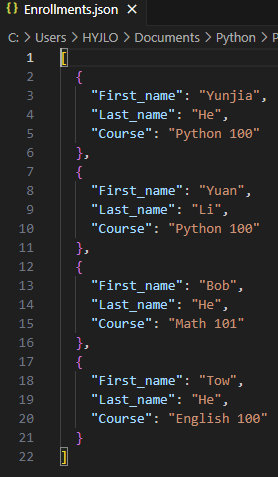 {} Enrollments.json X
C: > Users > HYJLO > Documents > Python > P
1 [
2 {
3 "First_name": "Yunjia",
4 "Last_name": "He",
5 "Course": "Python 100"
6 },
7 {
8 "First_name": "Yuan",
9 "Last_name": "Li",
10 "Course": "Python 100"
11 },
12 {
13 "First_name": "Bob",
14 "Last_name": "He",
15 "Course": "Math 101"
16 },
17 {
18 "First_name": "Tow",
19 "Last_name": "He",
20 "Course": "English 100"
21 }
22 ]